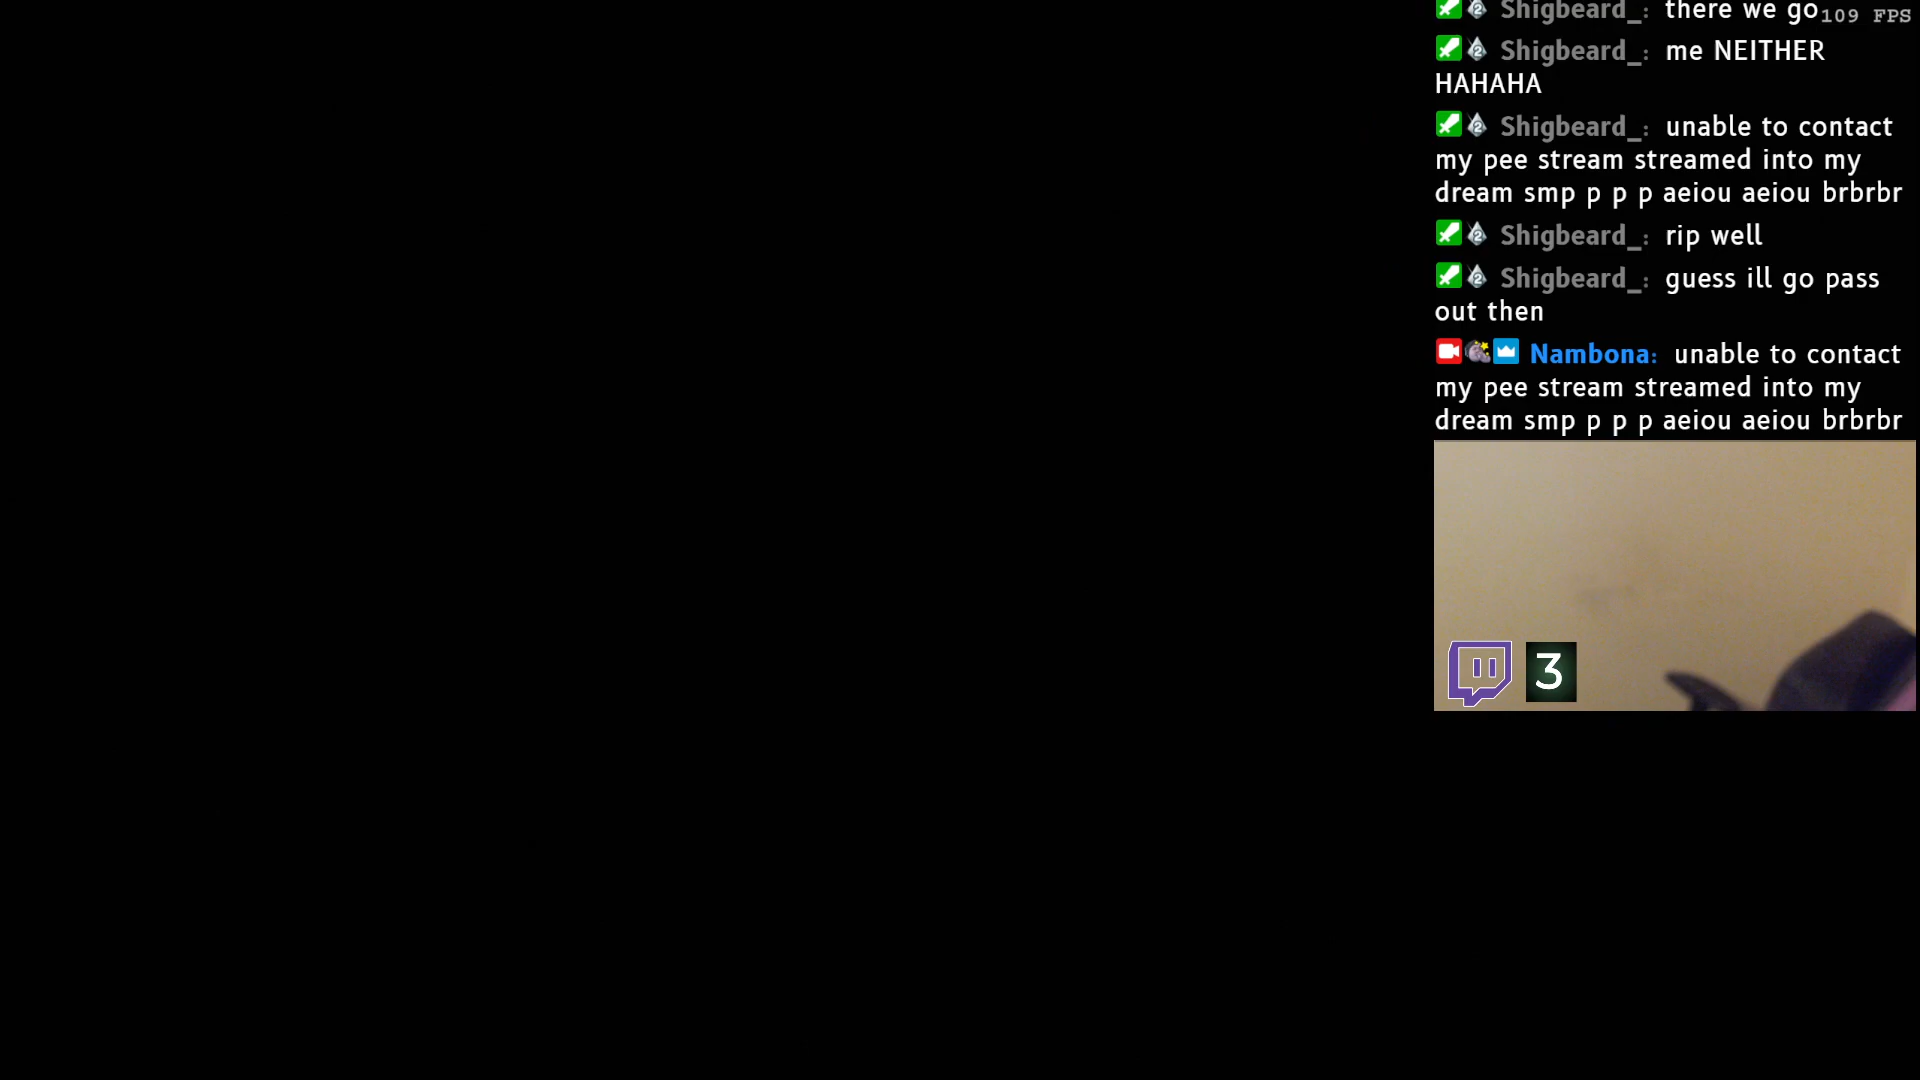 Shigbeard_: there we go
109 FPS
Shigbeard_: me NEITHER
HAHAHA
Shigbeard_: unable to contact
my pee stream streamed into my
dream smp p p p aeiou aeiou brbrbr
Shigbeard_: rip well
Shigbeard_: guess ill go pass
out then
Nambona: unable to contact
my pee stream streamed into my
dream smp p p p aeiou aeiou brbrbr
3